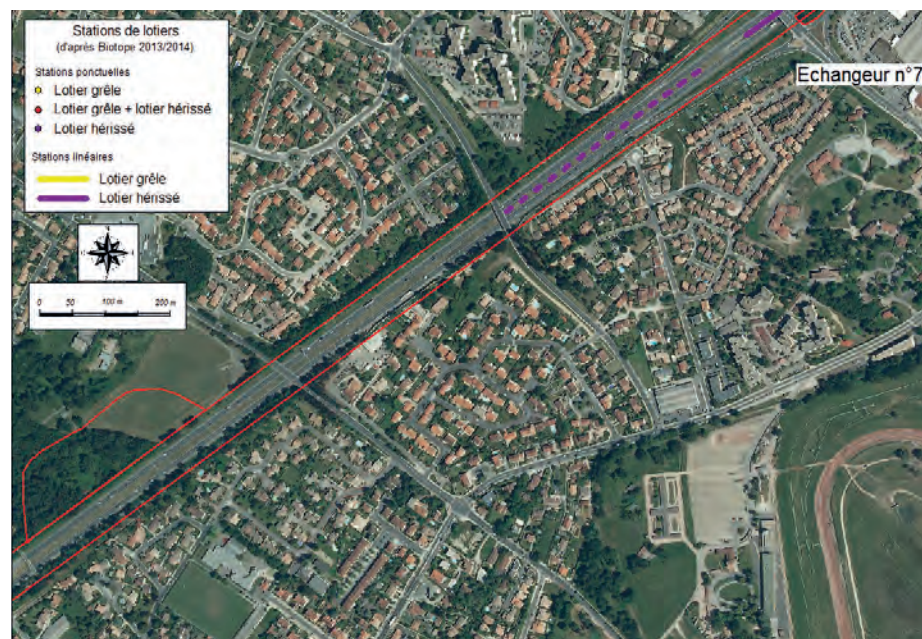 Stations de lotiers
(d'après Biotope 2013/2014)
Stations ponctuelles
Lotier grêle
Lotier grêle + lotier hérissé
Lotier hérissé
Stations linéaires
Lotier grêle
Lotier hérissé
Echangeur n°7
N
S
0 50 100 m 200 m